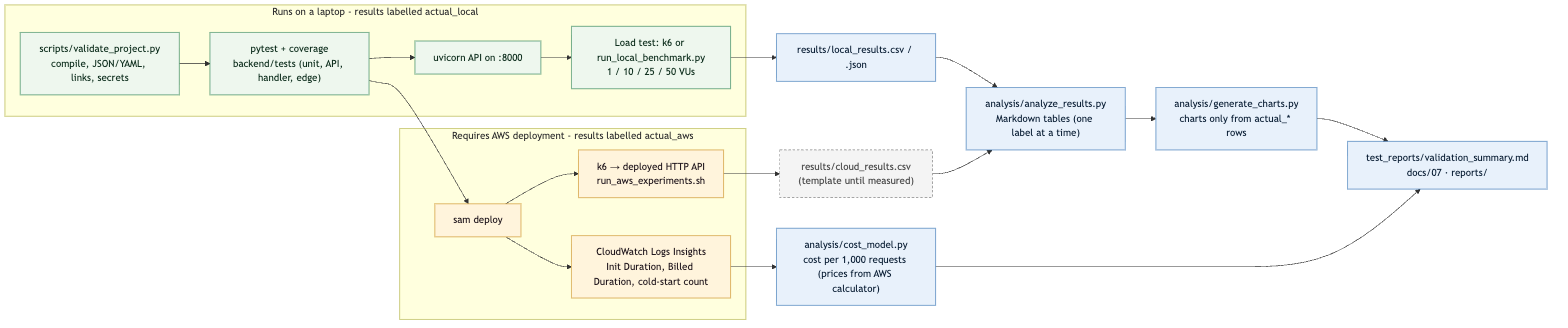 Runs on a laptop - results labelled actual_local
scripts/validate_project.py
compile, JSON/YAML,
links, secrets
pytest + coverage
backend/tests (unit, API,
handler, edge)
uvicorn API on :8000
Load test: k6 or
run_local_benchmark.py
1 / 10 / 25 / 50 VUs
results/local_results.csv /
.json
analysis/analyze_results.py
Markdown tables (one
label at a time)
analysis/generate_charts.py
charts only from actual_*
rows
test_reports/validation_summary.md
docs/07 · reports/
Requires AWS deployment - results labelled actual_aws
sam deploy
k6 → deployed HTTP API
run_aws_experiments.sh
results/cloud_results.csv
(template until measured)
CloudWatch Logs Insights
Init Duration, Billed
Duration, cold-start count
analysis/cost_model.py
cost per 1,000 requests
(prices from AWS
calculator)